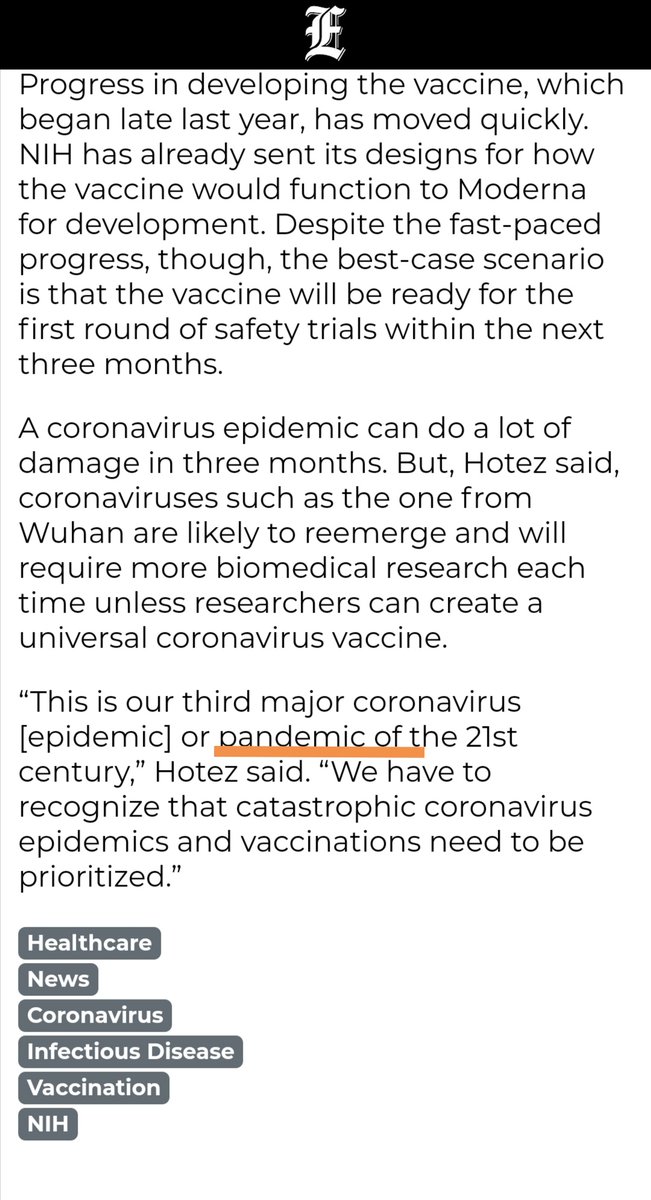 E
Progress in developing the vaccine, which
began late last year, has moved quickly.
NIH has already sent its designs for how
the vaccine would function to Moderna
for development. Despite the fast-paced
progress, though, the best-case scenario
is that the vaccine will be ready for the
first round of safety trials within the next
three months.
A coronavirus epidemic can do a lot of
damage in three months. But, Hotez said,
coronaviruses such as the one from
Wuhan are likely to reemerge and will
require more biomedical research each
time unless researchers can create a
universal coronavirus vaccine.
“This is our third major coronavirus
[epidemic] or pandemic of the 21st
century,” Hotez said. “We have to
recognize that catastrophic coronavirus
epidemics and vaccinations need to be
prioritized.”
Healthcare
News
Coronavirus
Infectious Disease
Vaccination
NIH